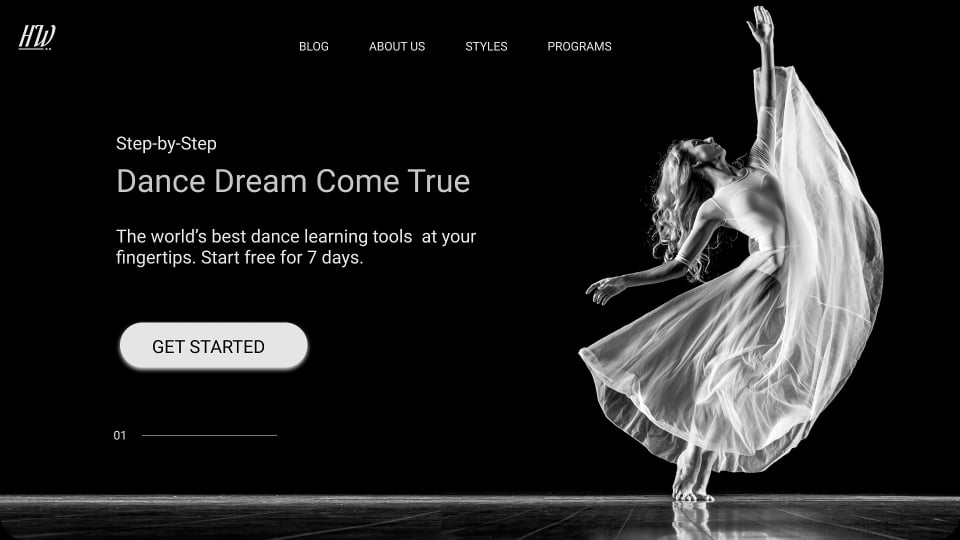 HW
BLOG ABOUT US STYLES PROGRAMS
Step-by-Step
Dance Dream Come True
The world’s best dance learning tools  at your
fingertips. Start free for 7 days.
GET STARTED
01